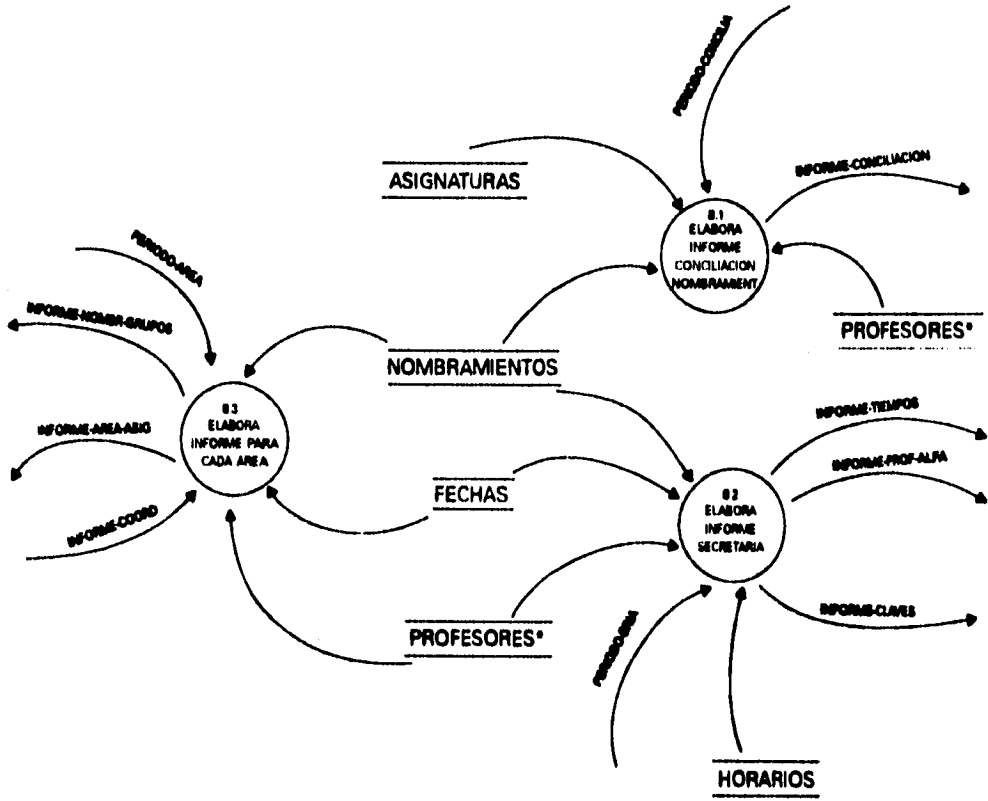 PERIODO-CONCILIA
INFORME-CONCILIACION
ASIGNATURAS
8.1
ELABORA
INFORME
CONCILIACION
NOMBRAMIENT
PERIODO-AREA
INFORME-NOMBR-GRUPOS
PROFESORES*
NOMBRAMIENTOS
8.3
ELABORA
INFORME PARA
CADA AREA
INFORME-AREA-ASIG
INFORME-TIEMPOS
INFORME-PROF-ALFA
FECHAS
8.2
ELABORA
INFORME
SECRETARIA
INFORME-COORD
INFORME-CLAVES
PROFESORES*
HORARIOS